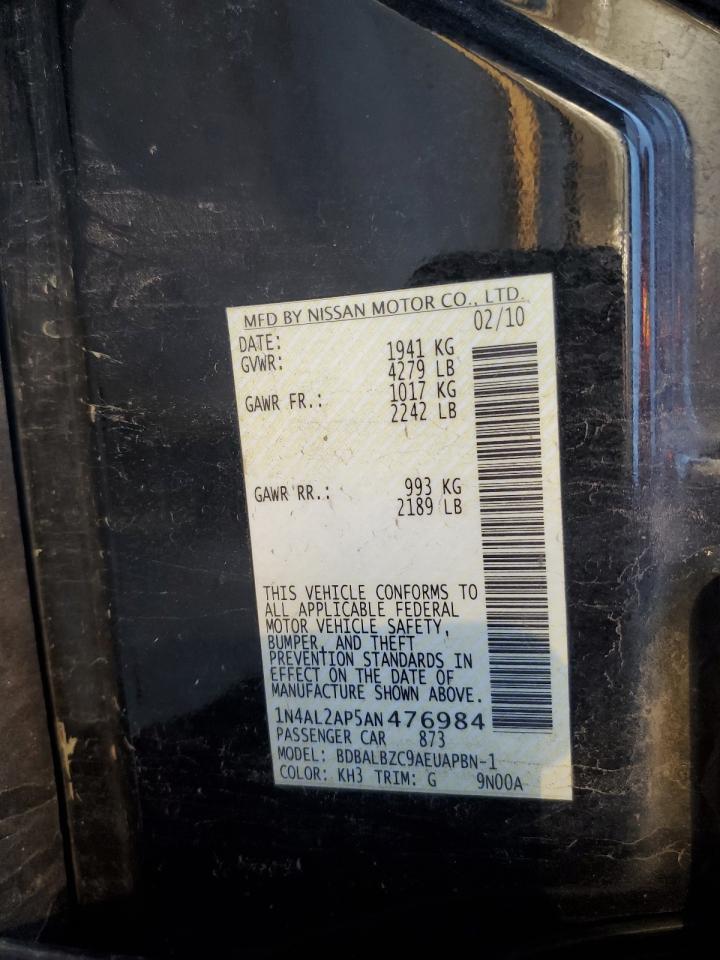 MFD BY NISSAN MOTOR CO., LTD.
DATE: 02/10
GVWR: 1941 KG
4279 LB
GAWR FR.: 1017 KG
2242 LB
GAWR RR.: 993 KG
2189 LB
THIS VEHICLE CONFORMS TO
ALL APPLICABLE FEDERAL
MOTOR VEHICLE SAFETY,
BUMPER, AND THEFT
PREVENTION STANDARDS IN
EFFECT ON THE DATE OF
MANUFACTURE SHOWN ABOVE.
1N4AL2AP5AN476984
PASSENGER CAR 873
MODEL: BDBALBZC9AEUAPBN-1
COLOR: KH3 TRIM: G 9N00A